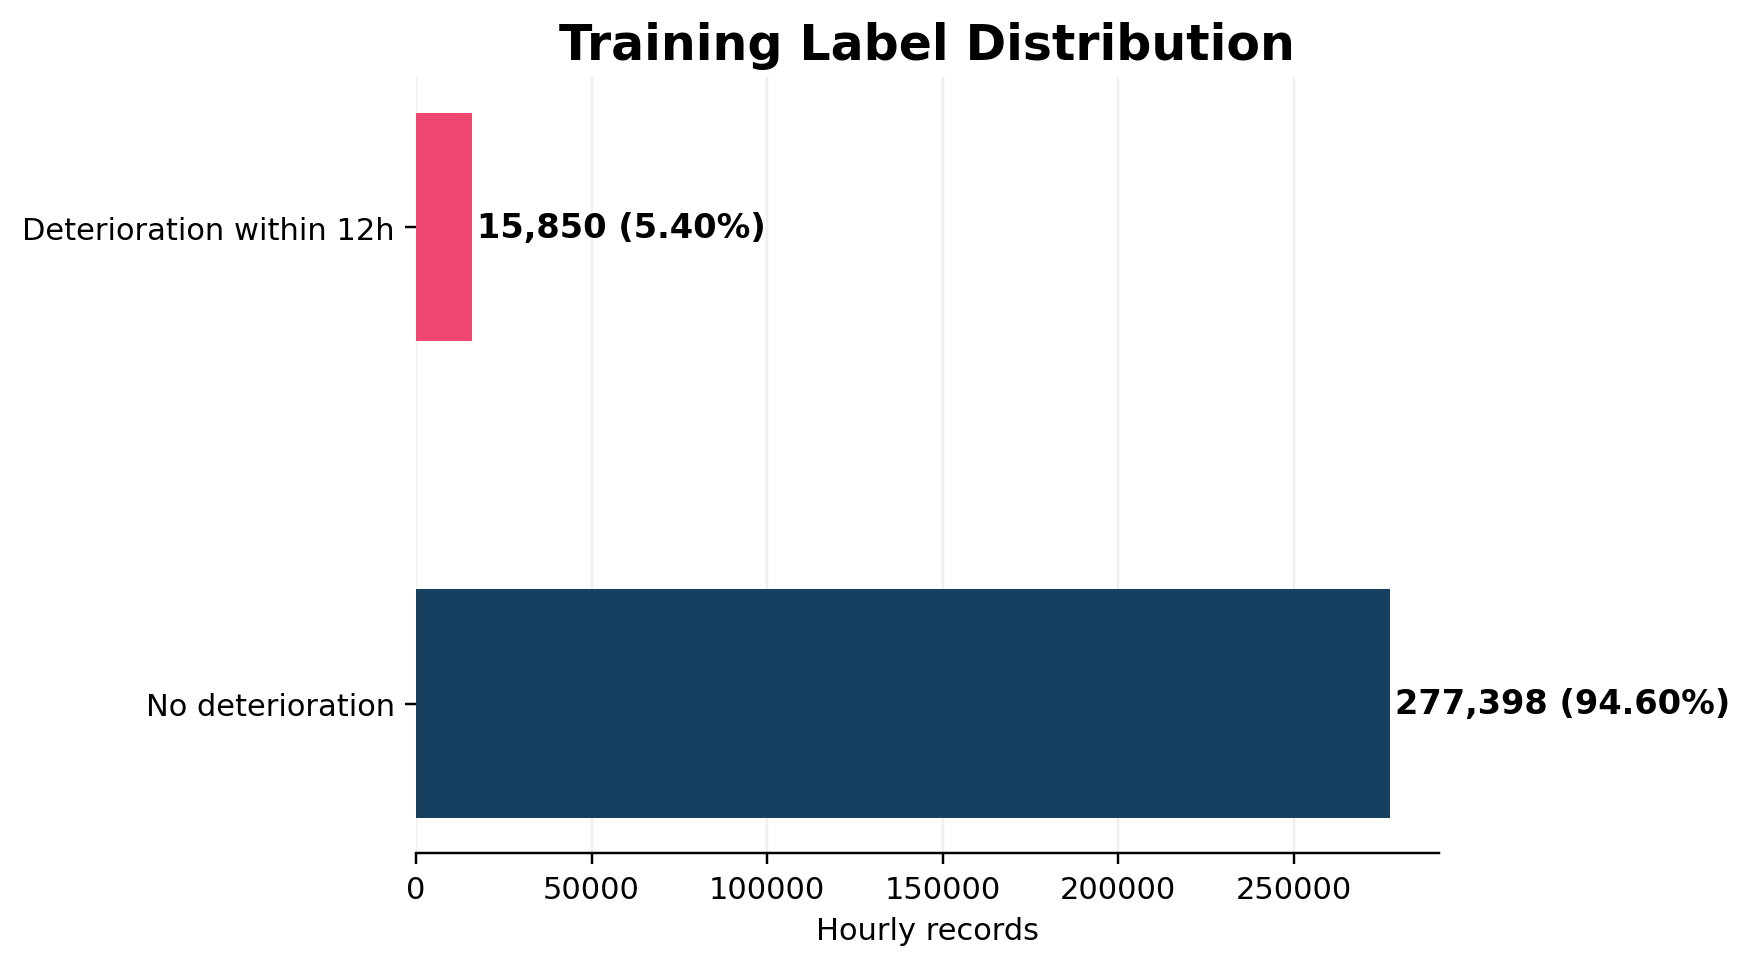 Training Label Distribution
Deterioration within 12h
15,850 (5.40%)
No deterioration
277,398 (94.60%)
0 50000 100000 150000 200000 250000
Hourly records